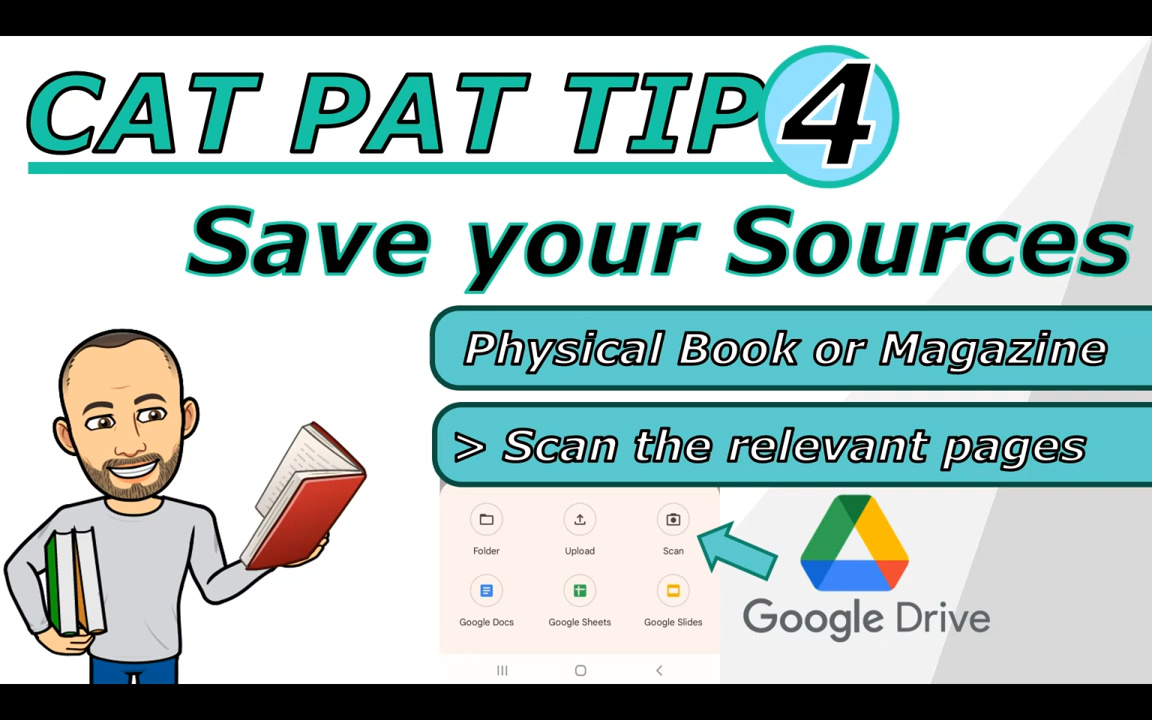 CAT PAT TIP 4
Save your Sources
Physical Book or Magazine
> Scan the relevant pages
Folder Upload Scan
Google Docs Google Sheets Google Slides
Google Drive